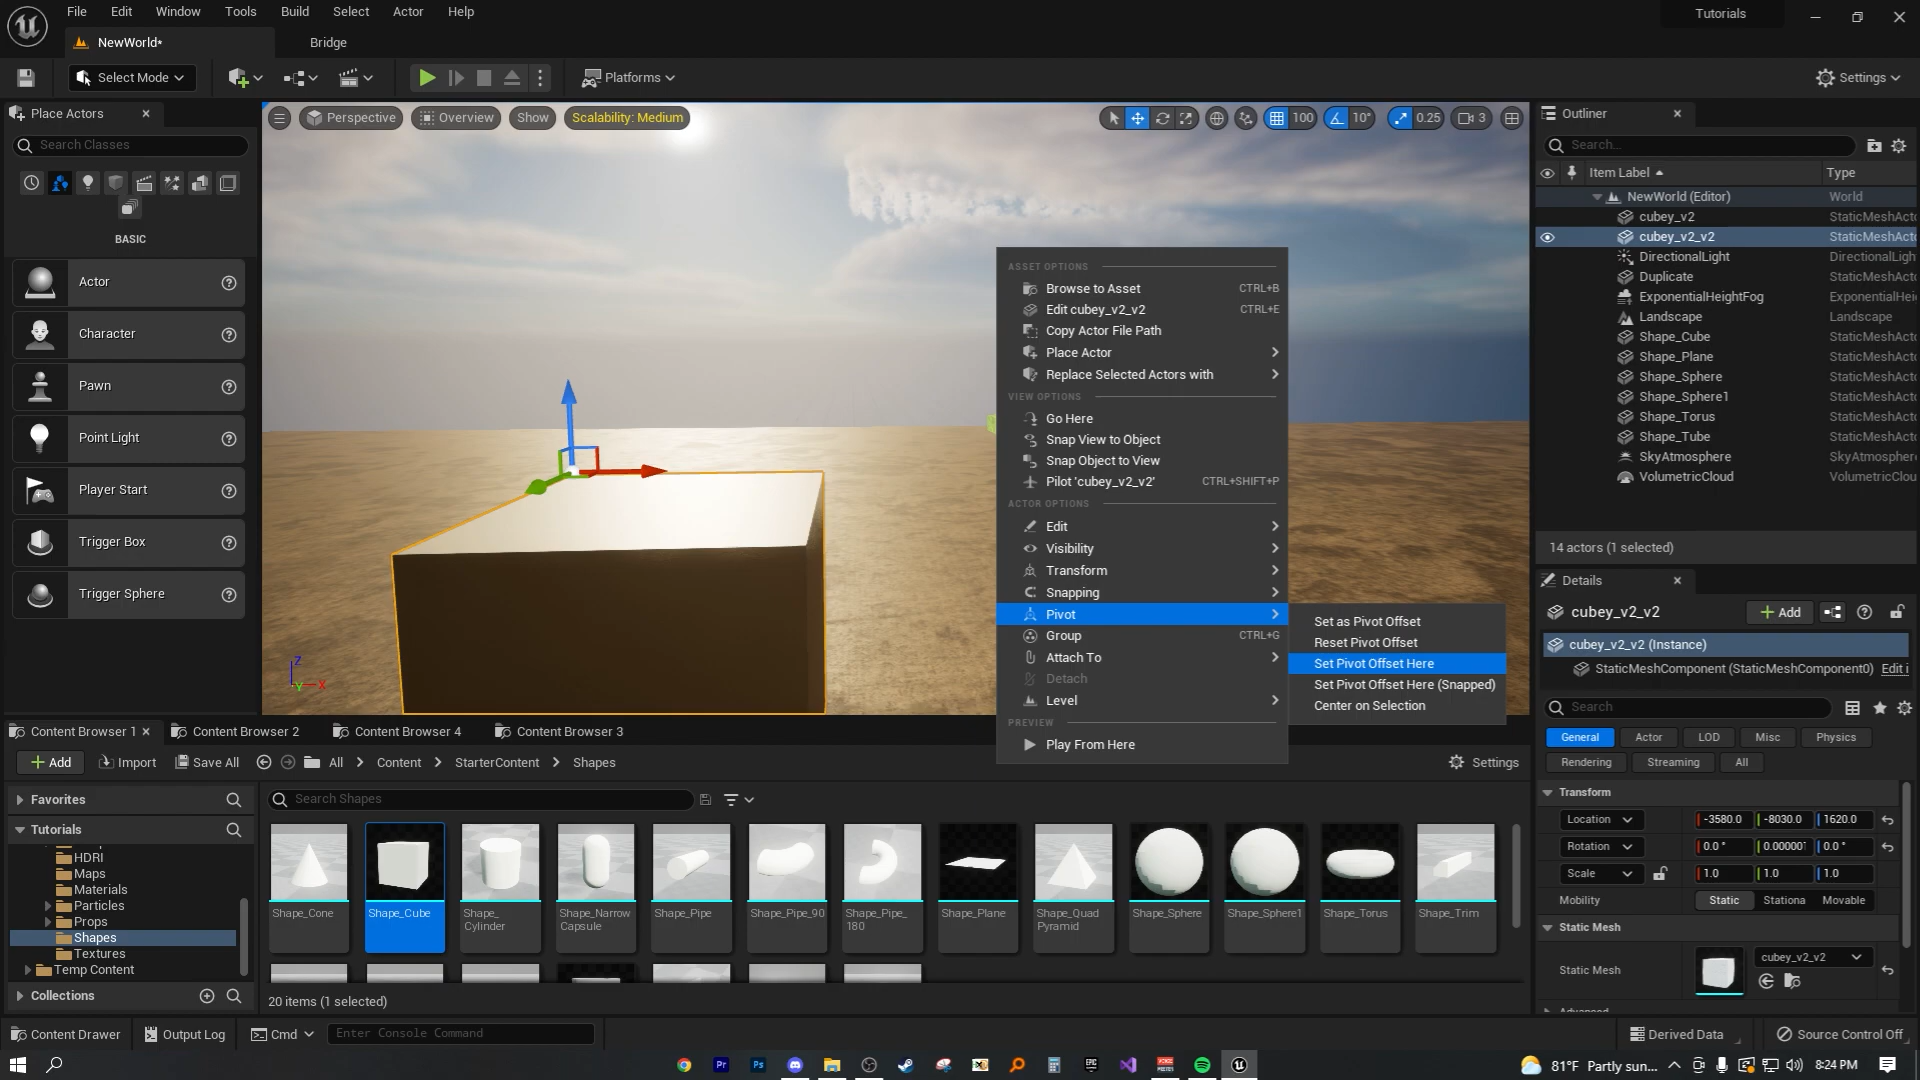 File Edit Window Tools Build Select Actor Help
Tutorials
NewWorld*
Bridge
Select Mode
Platforms
Settings
Place Actors
Search Classes
BASIC
Actor
Character
Pawn
Point Light
Player Start
Trigger Box
Trigger Sphere
Perspective
Overview
Show
Scalability: Medium
100
10°
0.25
3
Z
X
Y
ASSET OPTIONS
Browse to Asset CTRL+B
Edit cubey_v2_v2 CTRL+E
Copy Actor File Path
Place Actor
Replace Selected Actors with
VIEW OPTIONS
Go Here
Snap View to Object
Snap Object to View
Pilot 'cubey_v2_v2' CTRL+SHIFT+P
ACTOR OPTIONS
Edit
Visibility
Transform
Snapping
Pivot
Group CTRL+G
Attach To
Detach
Level
PREVIEW
Play From Here
Set as Pivot Offset
Reset Pivot Offset
Set Pivot Offset Here
Set Pivot Offset Here (Snapped)
Center on Selection
Outliner
Search...
Item Label Type
NewWorld (Editor) World
cubey_v2 StaticMeshActo
cubey_v2_v2 StaticMeshActo
DirectionalLight DirectionalLigh
Duplicate StaticMeshActo
ExponentialHeightFog ExponentialHei
Landscape Landscape
Shape_Cube StaticMeshActo
Shape_Plane StaticMeshActo
Shape_Sphere StaticMeshActo
Shape_Sphere1 StaticMeshActo
Shape_Torus StaticMeshActo
Shape_Tube StaticMeshActo
SkyAtmosphere SkyAtmosphere
VolumetricCloud VolumetricClou
14 actors (1 selected)
Details
cubey_v2_v2
Add
cubey_v2_v2 (Instance)
StaticMeshComponent (StaticMeshComponent0) Edit i
Search
General Actor LOD Misc Physics
Rendering Streaming All
Transform
Location -3580.0 -8030.0 1620.0
Rotation 0.0 ° 0.00000 0.0 °
Scale 1.0 1.0 1.0
Mobility Static Stationa Movable
Static Mesh
Static Mesh cubey_v2_v2
Advanced
Content Browser 1
Content Browser 2
Content Browser 4
Content Browser 3
Add
Import
Save All
All > Content > StarterContent > Shapes
Settings
Favorites
Tutorials
HDRI
Maps
Materials
Particles
Props
Shapes
Textures
Temp Content
Collections
Search Shapes
Shape_Cone
Shape_Cube
Shape_
Cylinder
Shape_Narrow
Capsule
Shape_Pipe
Shape_Pipe_90
Shape_Pipe_
180
Shape_Plane
Shape_Quad
Pyramid
Shape_Sphere
Shape_Sphere1
Shape_Torus
Shape_Trim
20 items (1 selected)
Content Drawer
Output Log
Cmd
Enter Console Command
Derived Data
Source Control Off
Pr
Ps
81°F Partly sun...
8:24 PM